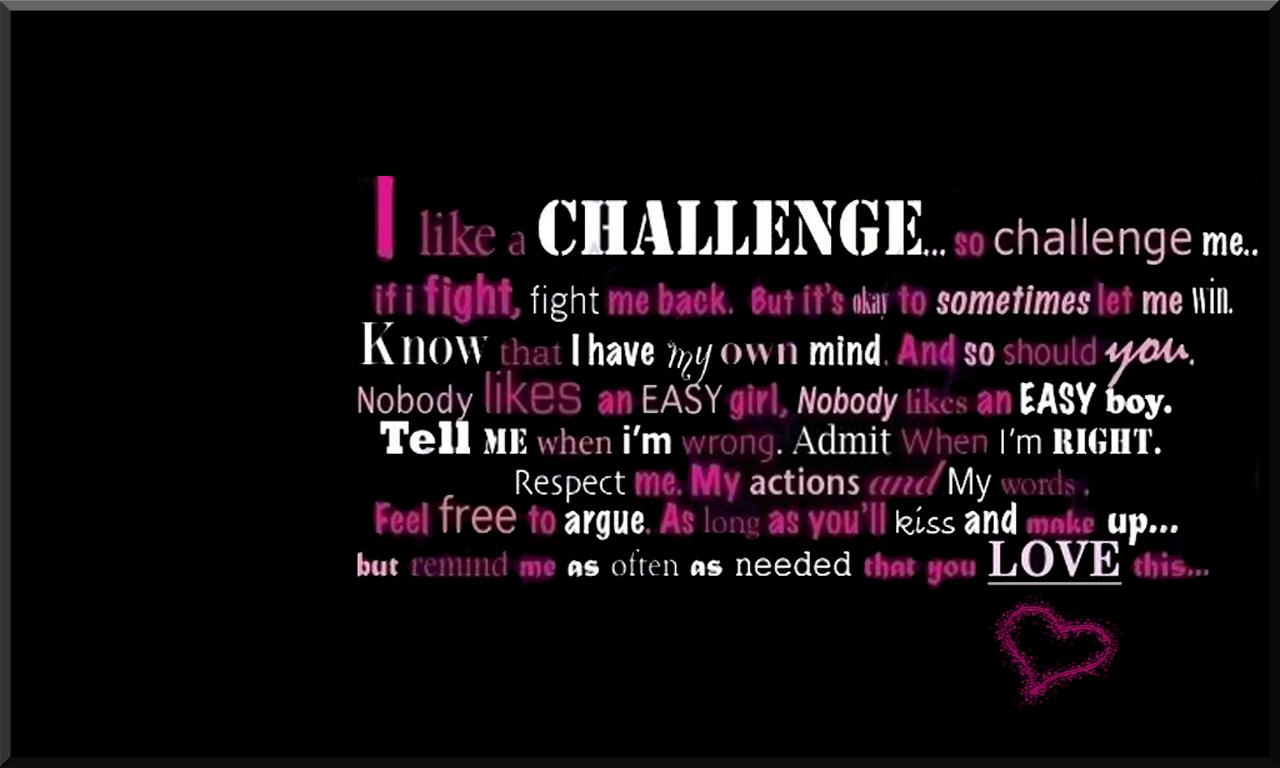 I like a CHALLENGE... so challenge me..
if i fight, fight me back. But it's okay to sometimes let me win.
Know that I have my own mind. And so should you.
Nobody likes an EASY girl, Nobody likes an EASY boy.
Tell ME when i'm wrong. Admit When I'm RIGHT.
Respect me. My actions and My words.
Feel free to argue. As long as you'll kiss and make up...
but remind me as often as needed that you LOVE this...